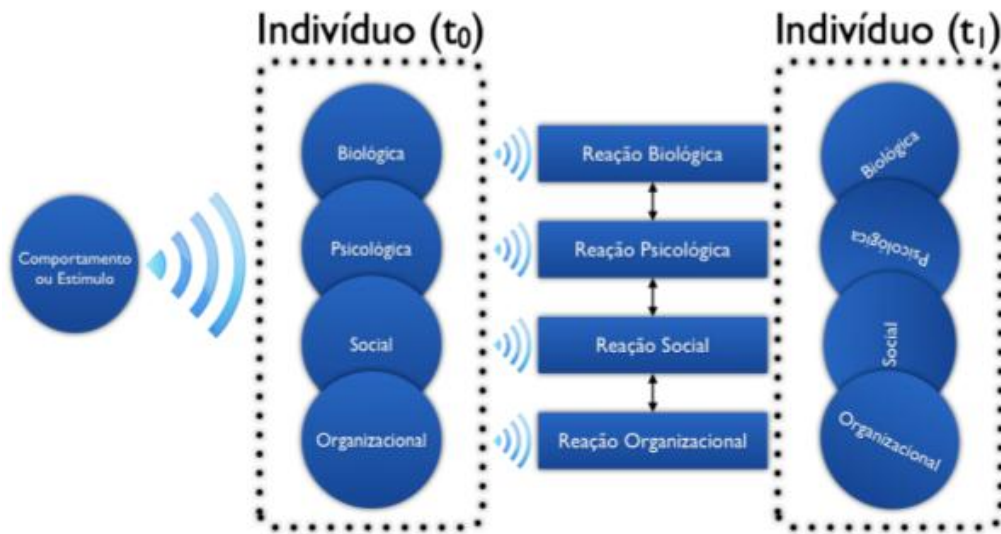 Indivíduo (t0)
Indivíduo (t1)
Comportamento
ou Estímulo
Biológica
Psicológica
Social
Organizacional
Reação Biológica
Reação Psicológica
Reação Social
Reação Organizacional
Biológica
Psicológica
Social
Organizacional